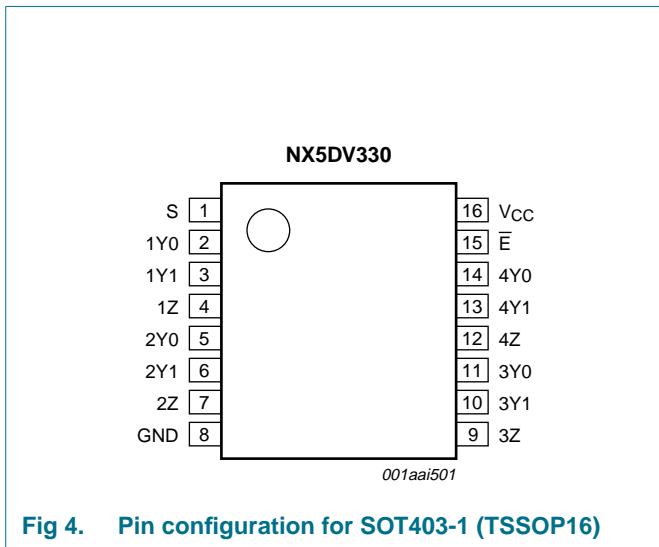 NX5DV330
S 1
1Y0 2
1Y1 3
1Z 4
2Y0 5
2Y1 6
2Z 7
GND 8
16 VCC
15 E̅
14 4Y0
13 4Y1
12 4Z
11 3Y0
10 3Y1
9 3Z
001aai501
Fig 4. Pin configuration for SOT403-1 (TSSOP16)